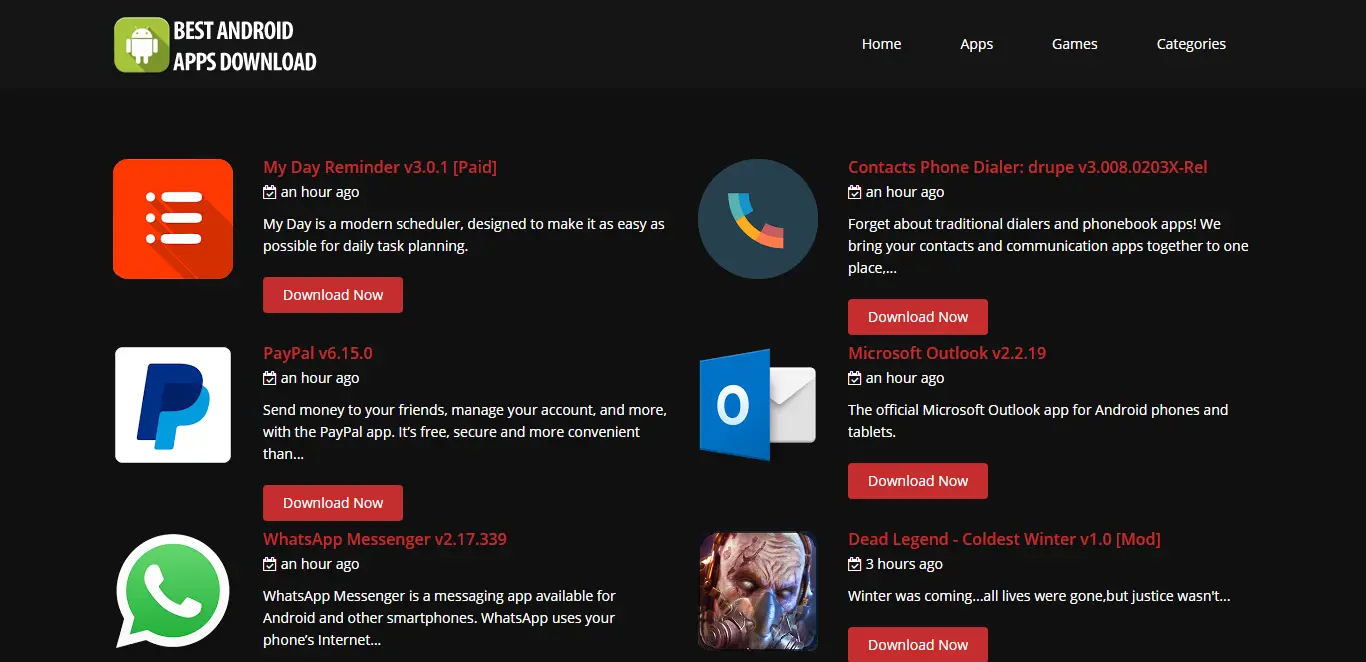 BEST ANDROID
APPS DOWNLOAD
Home
Apps
Games
Categories
My Day Reminder v3.0.1 [Paid]
an hour ago
My Day is a modern scheduler, designed to make it as easy as
possible for daily task planning.
Download Now
Contacts Phone Dialer: drupe v3.008.0203X-Rel
an hour ago
Forget about traditional dialers and phonebook apps! We
bring your contacts and communication apps together to one
place,...
Download Now
PayPal v6.15.0
an hour ago
Send money to your friends, manage your account, and more,
with the PayPal app. It’s free, secure and more convenient
than...
Download Now
Microsoft Outlook v2.2.19
an hour ago
The official Microsoft Outlook app for Android phones and
tablets.
Download Now
WhatsApp Messenger v2.17.339
an hour ago
WhatsApp Messenger is a messaging app available for
Android and other smartphones. WhatsApp uses your
phone’s Internet...
Dead Legend - Coldest Winter v1.0 [Mod]
3 hours ago
Winter was coming...all lives were gone,but justice wasn't...
Download Now